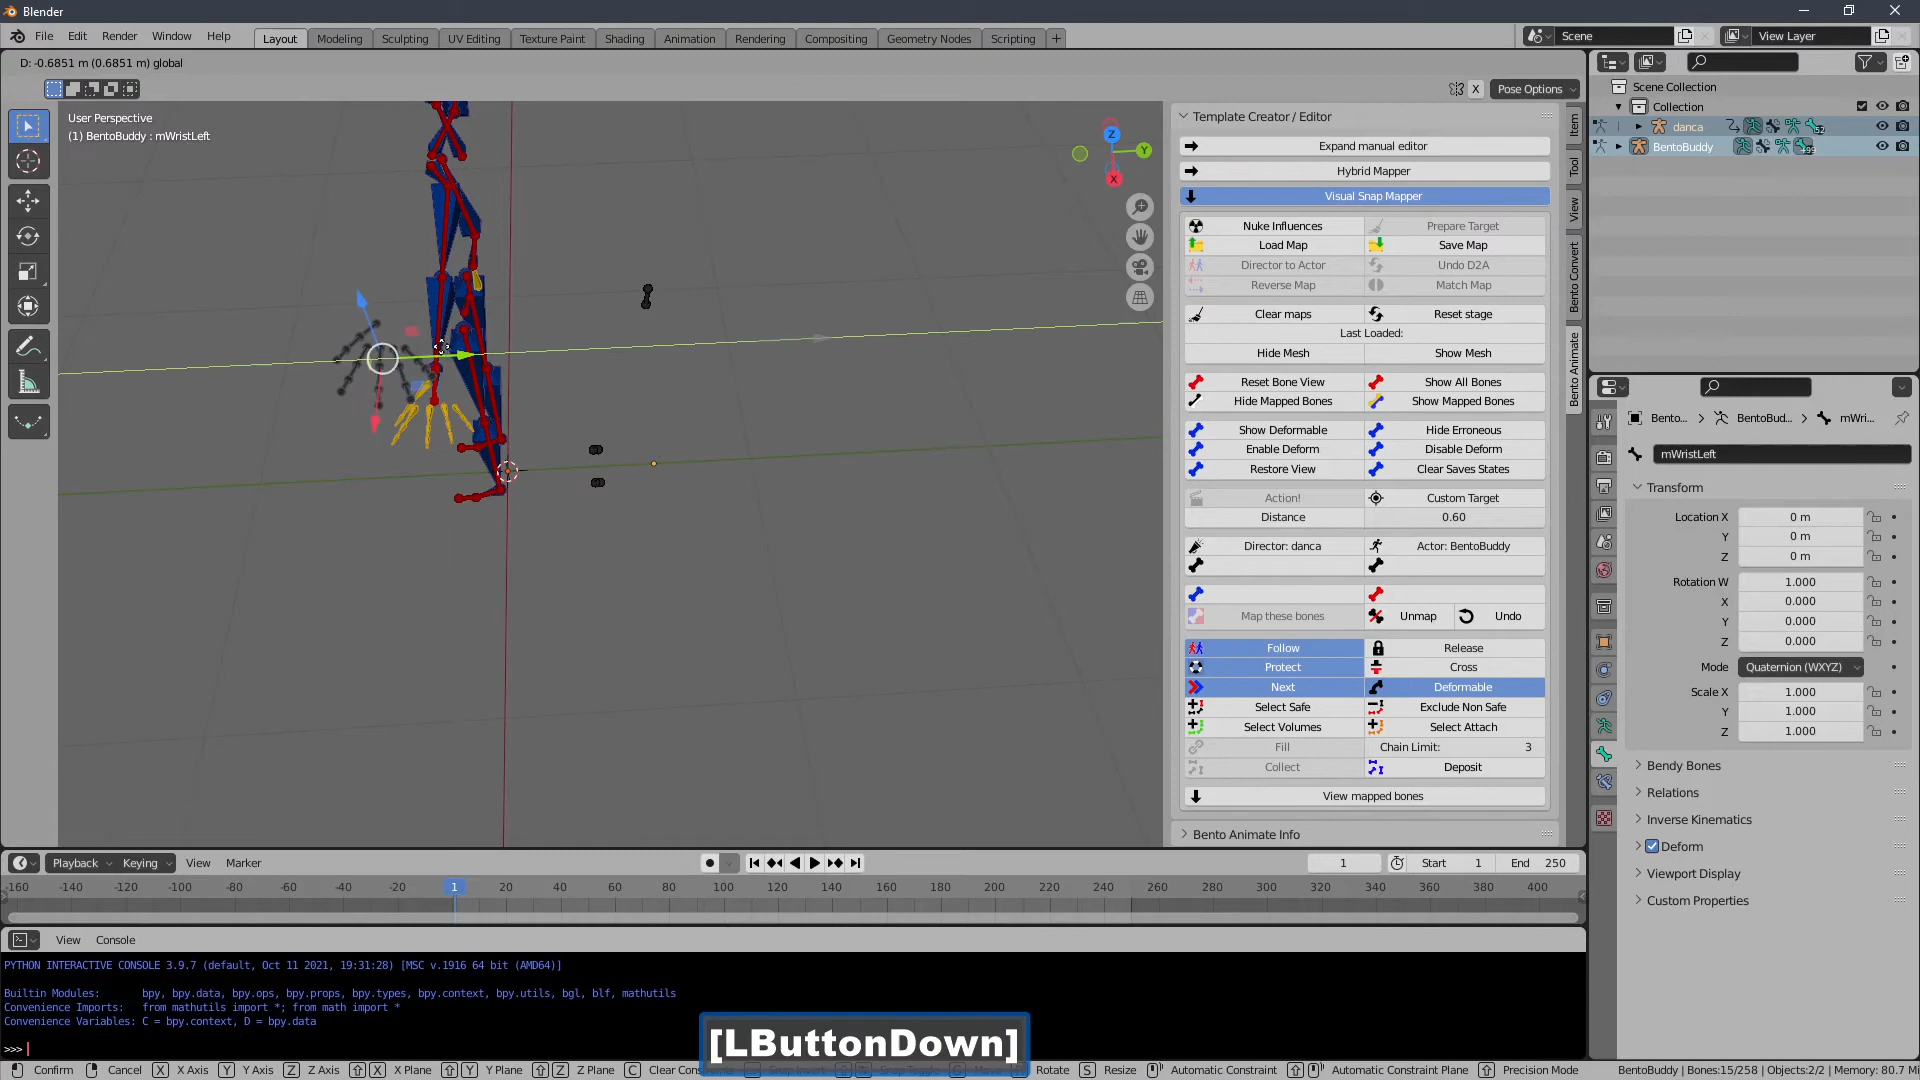 Blender
File Edit Render Window Help
Layout Modeling Sculpting UV Editing Texture Paint Shading Animation Rendering Compositing Geometry Nodes Scripting +
Scene
View Layer
D: -0.6851 m (0.6851 m) global
X Pose Options
User Perspective
(1) BentoBuddy : mWristLeft
Z
Y
X
Template Creator / Editor
Expand manual editor
Hybrid Mapper
Visual Snap Mapper
Nuke Influences Prepare Target
Load Map Save Map
Director to Actor Undo D2A
Reverse Map Match Map
Clear maps Reset stage
Last Loaded:
Hide Mesh Show Mesh
Reset Bone View Show All Bones
Hide Mapped Bones Show Mapped Bones
Show Deformable Hide Erroneous
Enable Deform Disable Deform
Restore View Clear Saves States
Action! Custom Target
Distance 0.60
Director: danca Actor: BentoBuddy
Map these bones Unmap Undo
Follow Release
Protect Cross
Next Deformable
Select Safe Exclude Non Safe
Select Volumes Select Attach
Fill Chain Limit: 3
Collect Deposit
View mapped bones
Bento Animate Info
Item
Tool
View
Bento Convert
Bento Animate
Scene Collection
Collection
danca
BentoBuddy
Bento... BentoBud... mWri...
mWristLeft
Transform
Location X 0 m
Y 0 m
Z 0 m
Rotation W 1.000
X 0.000
Y 0.000
Z 0.000
Mode Quaternion (WXYZ)
Scale X 1.000
Y 1.000
Z 1.000
Bendy Bones
Relations
Inverse Kinematics
Deform
Viewport Display
Custom Properties
Playback Keying View Marker
1 Start 1 End 250
-160 -140 -120 -100 -80 -60 -40 -20 1 20 40 60 80 100 120 140 160 180 200 220 240 260 280 300 320 340 360 380 400
View Console
PYTHON INTERACTIVE CONSOLE 3.9.7 (default, Oct 11 2021, 19:31:28) [MSC v.1916 64 bit (AMD64)]
Builtin Modules: bpy, bpy.data, bpy.ops, bpy.props, bpy.types, bpy.context, bpy.utils, bgl, blf, mathutils
Convenience Imports: from mathutils import *; from math import *
Convenience Variables: C = bpy.context, D = bpy.data
>>>
[LButtonDown]
Confirm Cancel X X Axis Y Y Axis Z Z Axis X X Plane Y Y Plane Z Z Plane C Clear Rotate S Resize Automatic Constraint Automatic Constraint Plane Precision Mode
BentoBuddy | Bones:15/258 | Objects:2/2 | Memory: 80.7 Mi